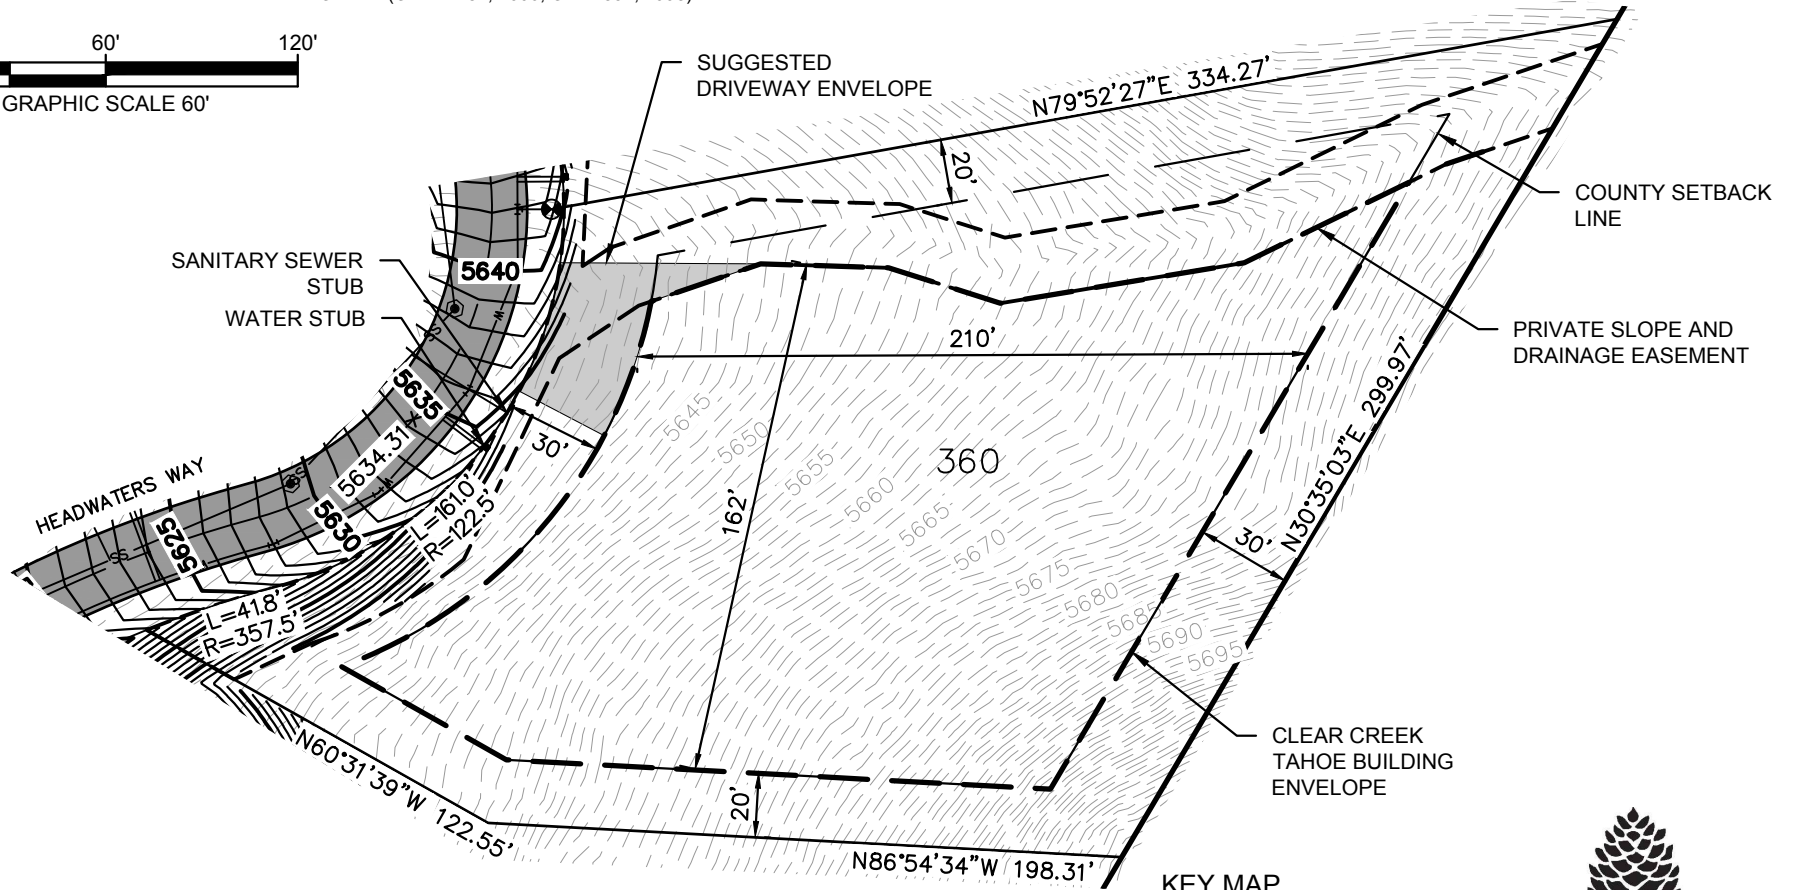 60'
120'
GRAPHIC SCALE 60'
SUGGESTED
DRIVEWAY ENVELOPE
N79°52'27"E 334.27'
20'
COUNTY SETBACK
LINE
SANITARY SEWER
STUB
WATER STUB
5640
PRIVATE SLOPE AND
DRAINAGE EASEMENT
210'
5635
5634.31
30'
162'
360
5645
5650
5655
5660
5665
5670
5675
5680
5685
5690
5695
N30°35'03"E 299.97'
30'
HEADWATERS WAY
5625
5630
SS
SS
SS
W
L=161.0'
R=122.5'
L=41.8'
R=357.5'
CLEAR CREEK
TAHOE BUILDING
ENVELOPE
N60°31'39"W 122.55'
20'
N86°54'34"W 198.31'
KEY MAP